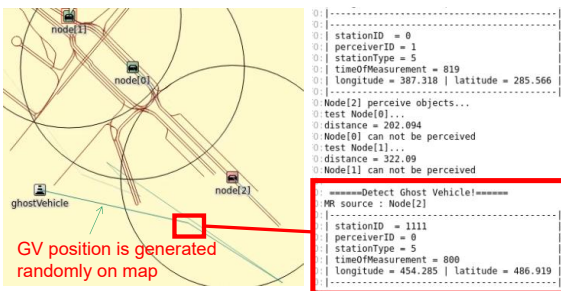 node[1]
node[0]
node[2]
ghostVehicle
GV position is generated
randomly on map
0:|----------------------------------------|
0:| stationID  = 0 |
0:| perceiverID = 1 |
0:| stationType = 5 |
0:| timeOfMeasurement = 819 |
0:| longitude = 387.318 | latitude = 285.566 |
0:|----------------------------------------|
0:Node[2] perceive objects...
0:test Node[0]...
0:distance = 202.094
0:Node[0] can not be perceived
0:test Node[1]...
0:distance = 322.09
0:Node[1] can not be perceived
0: ======Detect Ghost Vehicle!======
0:MR source : Node[2]
0:|----------------------------------------|
0:| stationID  = 1111 |
0:| perceiverID = 0 |
0:| stationType = 5 |
0:| timeOfMeasurement = 800 |
0:| longitude = 454.285 | latitude = 486.919 |
0:|----------------------------------------|